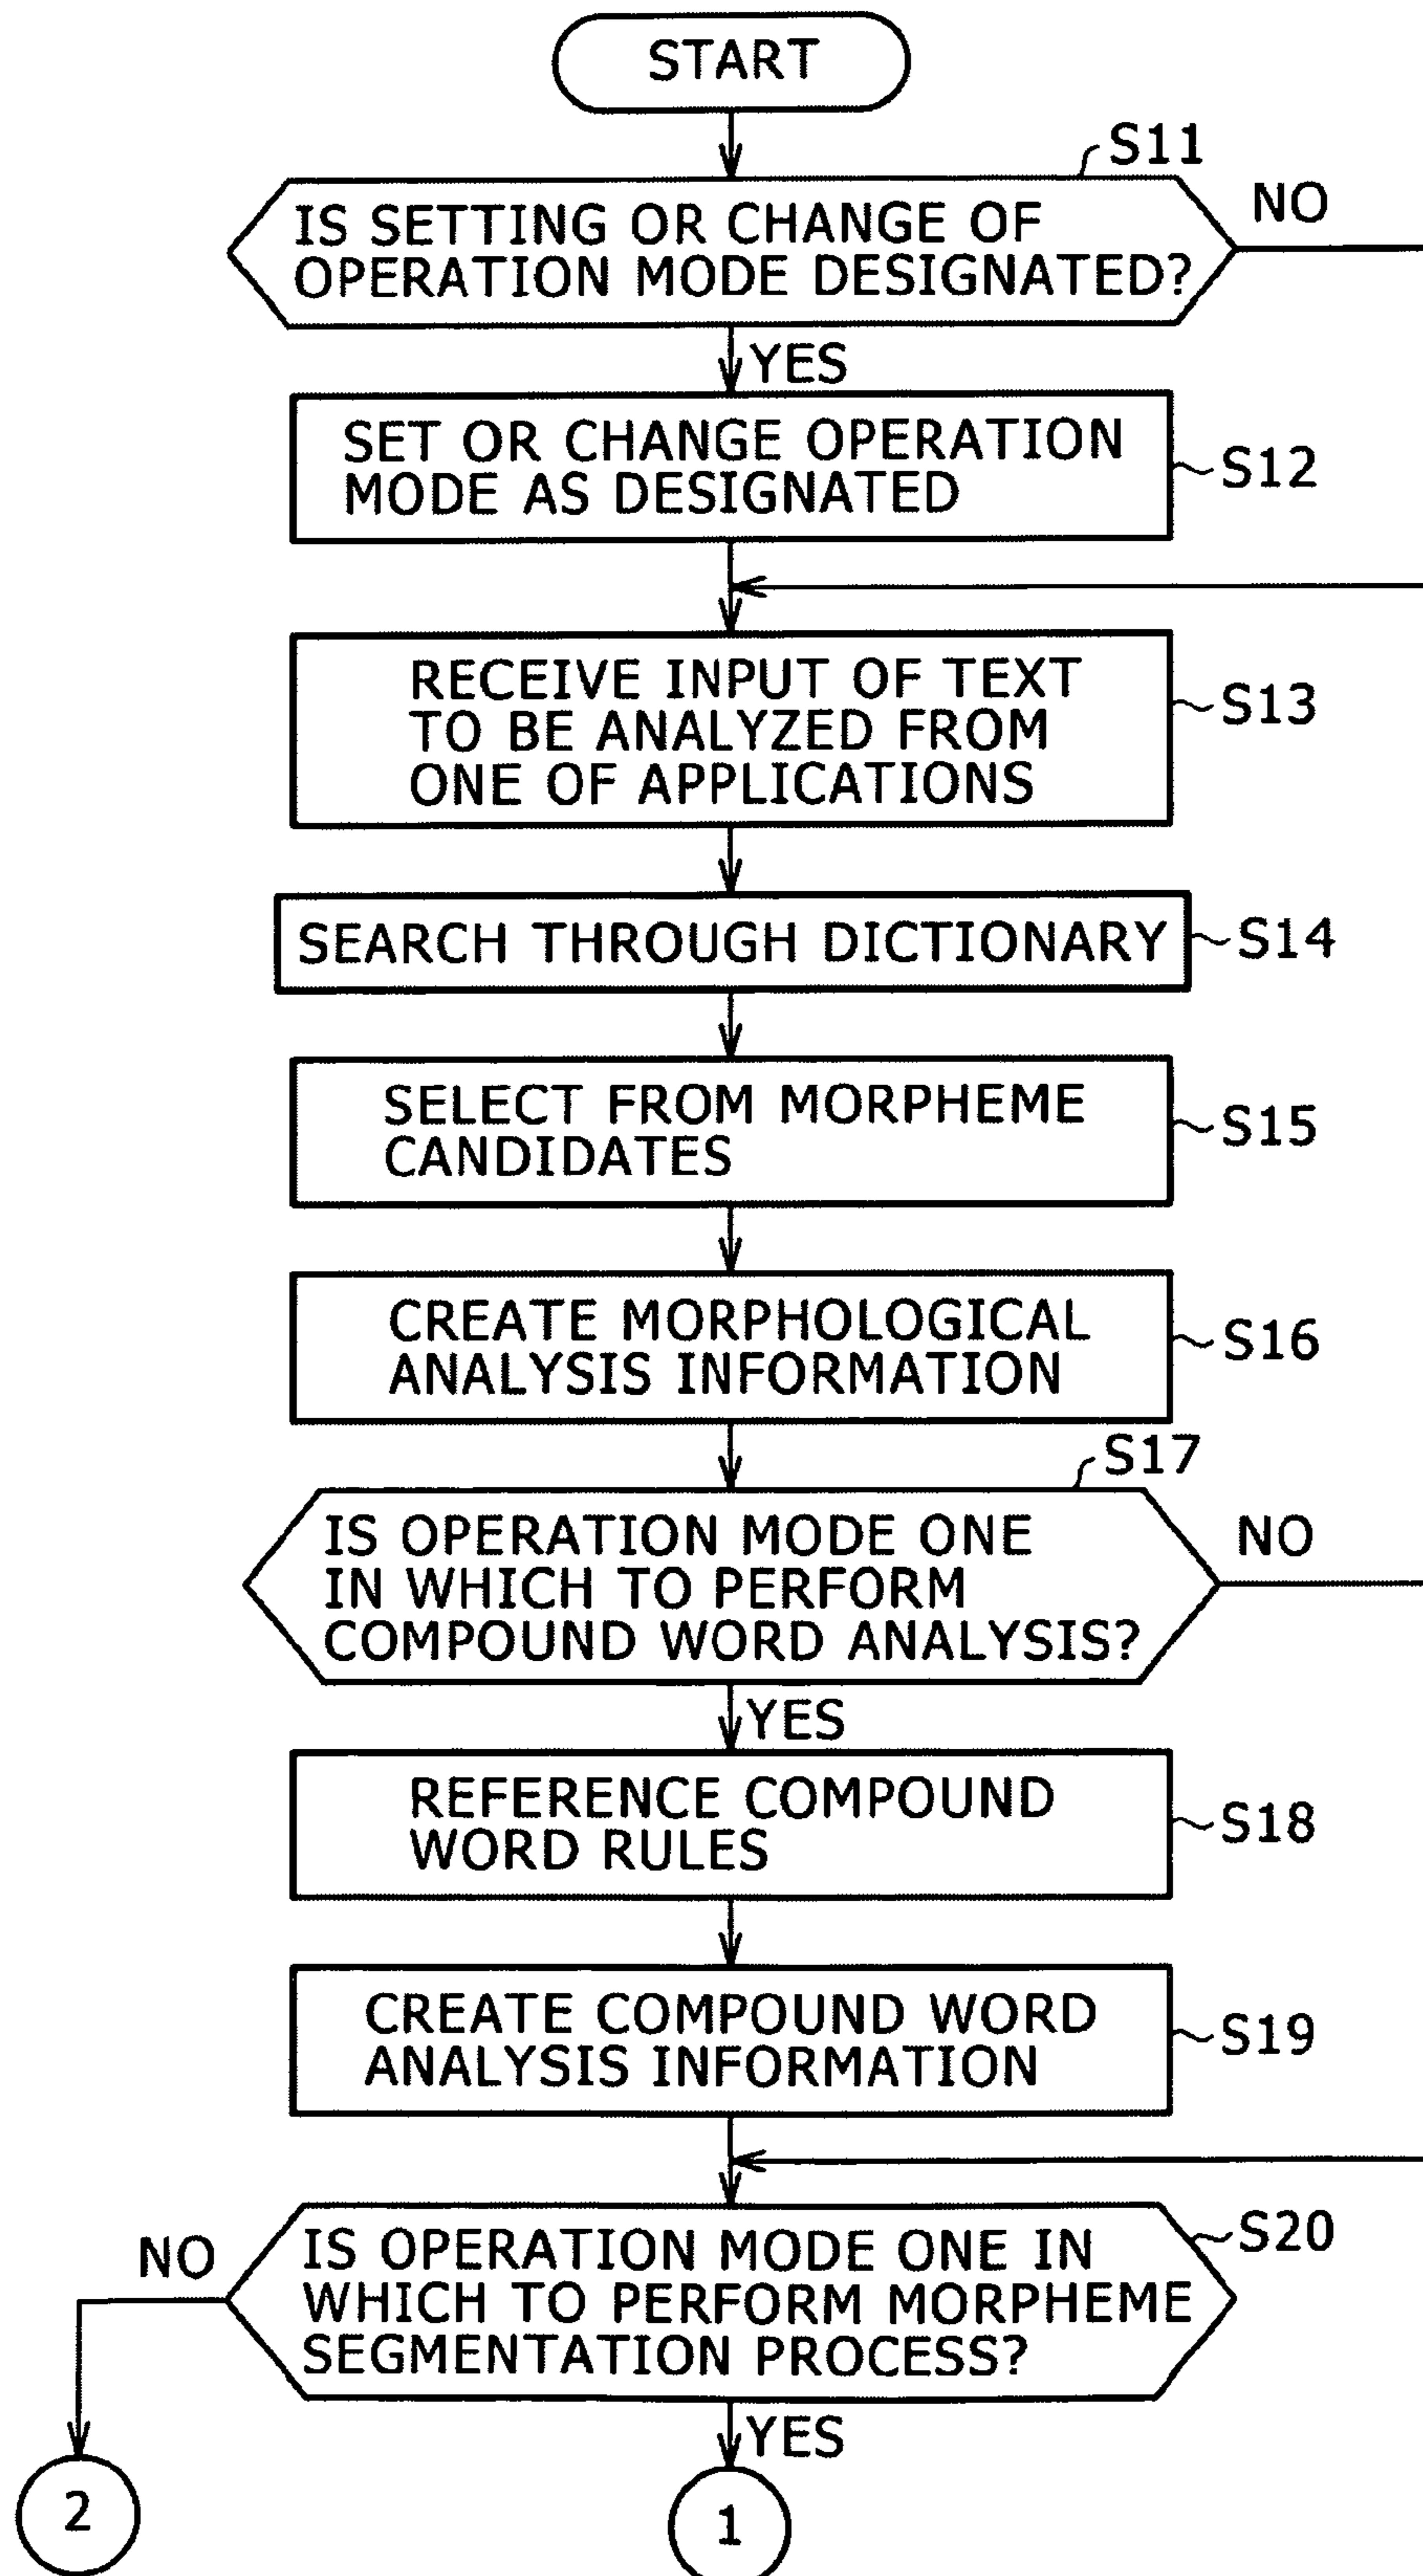 START
S11
IS SETTING OR CHANGE OF
OPERATION MODE DESIGNATED?
NO
YES
SET OR CHANGE OPERATION
MODE AS DESIGNATED
S12
RECEIVE INPUT OF TEXT
TO BE ANALYZED FROM
ONE OF APPLICATIONS
S13
SEARCH THROUGH DICTIONARY
S14
SELECT FROM MORPHEME
CANDIDATES
S15
CREATE MORPHOLOGICAL
ANALYSIS INFORMATION
S16
S17
IS OPERATION MODE ONE
IN WHICH TO PERFORM
COMPOUND WORD ANALYSIS?
NO
YES
REFERENCE COMPOUND
WORD RULES
S18
CREATE COMPOUND WORD
ANALYSIS INFORMATION
S19
NO
IS OPERATION MODE ONE IN
WHICH TO PERFORM MORPHEME
SEGMENTATION PROCESS?
S20
YES
2
1